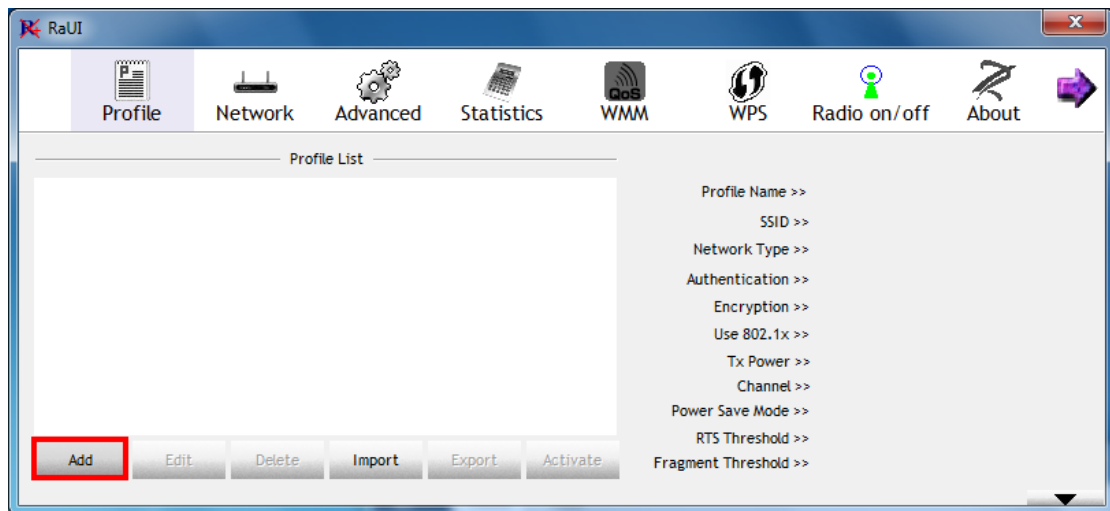 RaUI
Profile Network Advanced Statistics QoS WMM WPS Radio on/off About
Profile List
Profile Name >>
SSID >>
Network Type >>
Authentication >>
Encryption >>
Use 802.1x >>
Tx Power >>
Channel >>
Power Save Mode >>
RTS Threshold >>
Fragment Threshold >>
Add Edit Delete Import Export Activate